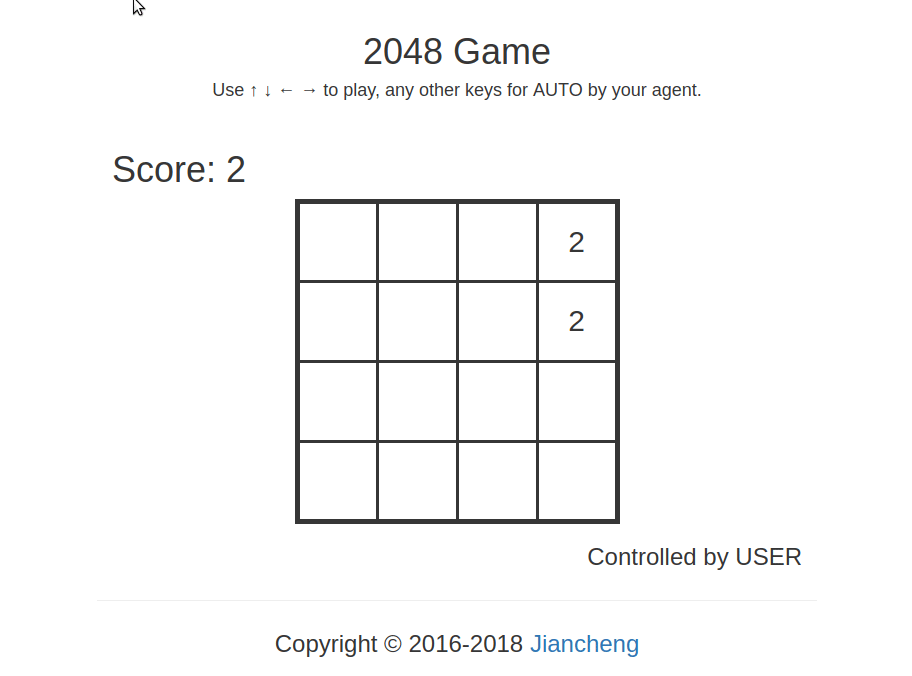 2048 Game
Use ↑ ↓ ← → to play, any other keys for AUTO by your agent.
Score: 2
2
2
Controlled by USER
Copyright © 2016-2018 Jiancheng